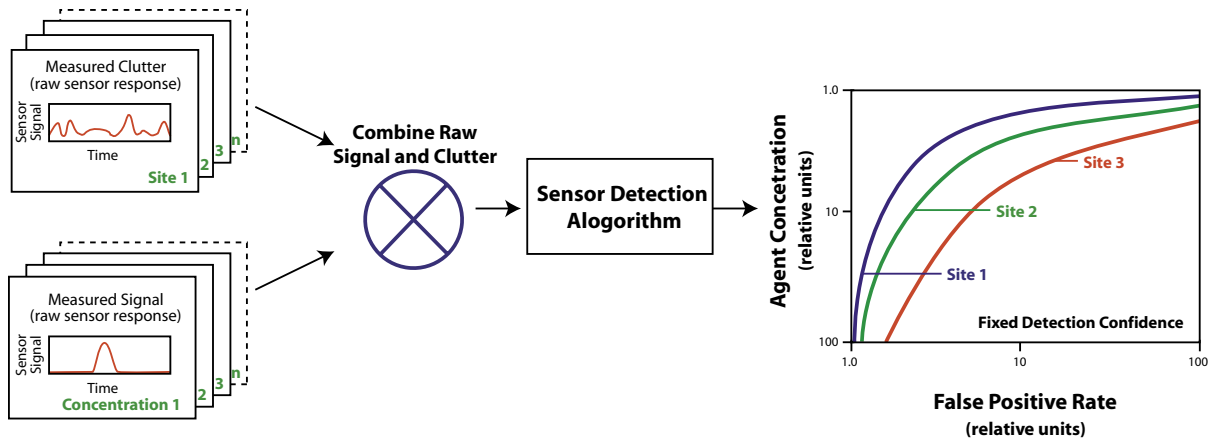 Measured Clutter
(raw sensor response)
Sensor
Signal
Time
Site 1
2
3
n
Measured Signal
(raw sensor response)
Sensor
Signal
Time
Concentration 1
2
3
n
Combine Raw
Signal and Clutter
Sensor Detection
Alogorithm
Agent Concetration
(relative units)
1.0
10
100
Site 3
Site 2
Site 1
Fixed Detection Confidence
1.0
10
100
False Positive Rate
(relative units)